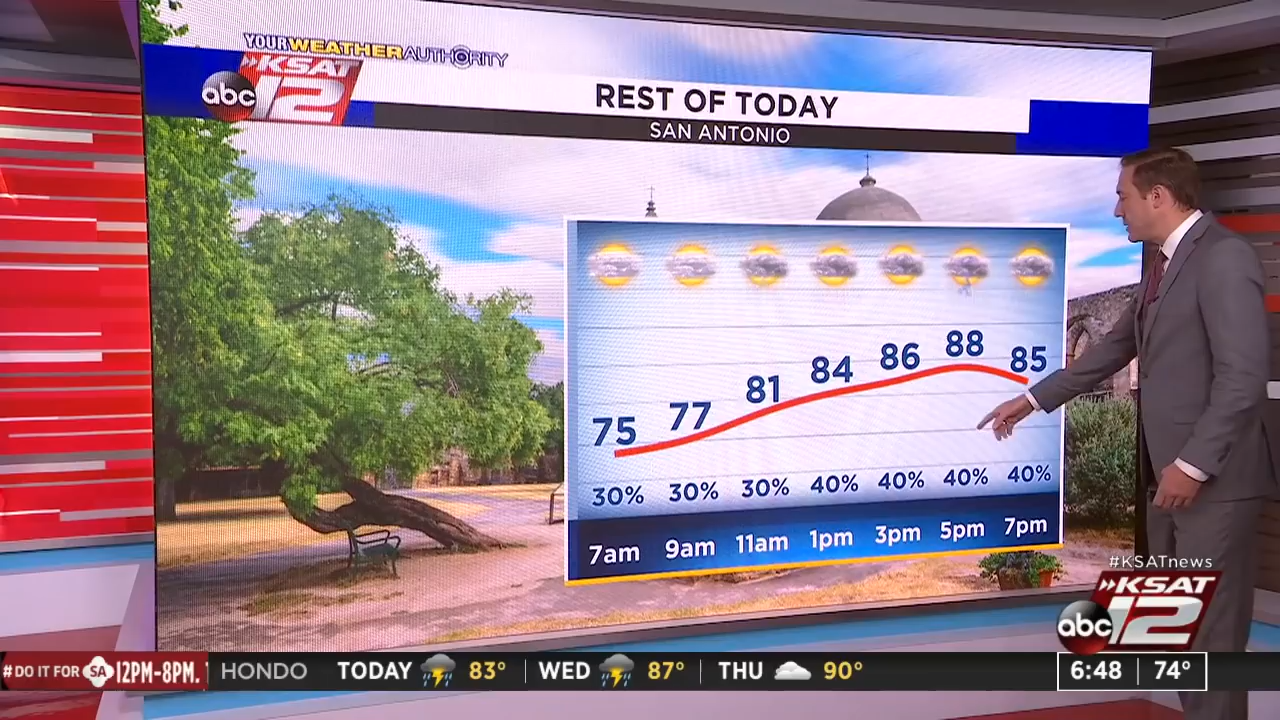 YOUR WEATHER AUTHORITY
»KSAT
abc 12
REST OF TODAY
SAN ANTONIO
75 77 81 84 86 88 85
30% 30% 30% 40% 40% 40% 40%
7am 9am 11am 1pm 3pm 5pm 7pm
#KSATnews
»KSAT
abc 12
#DO IT FOR SA 12PM-8PM. HONDO TODAY 83° WED 87° THU 90° 6:48 74°